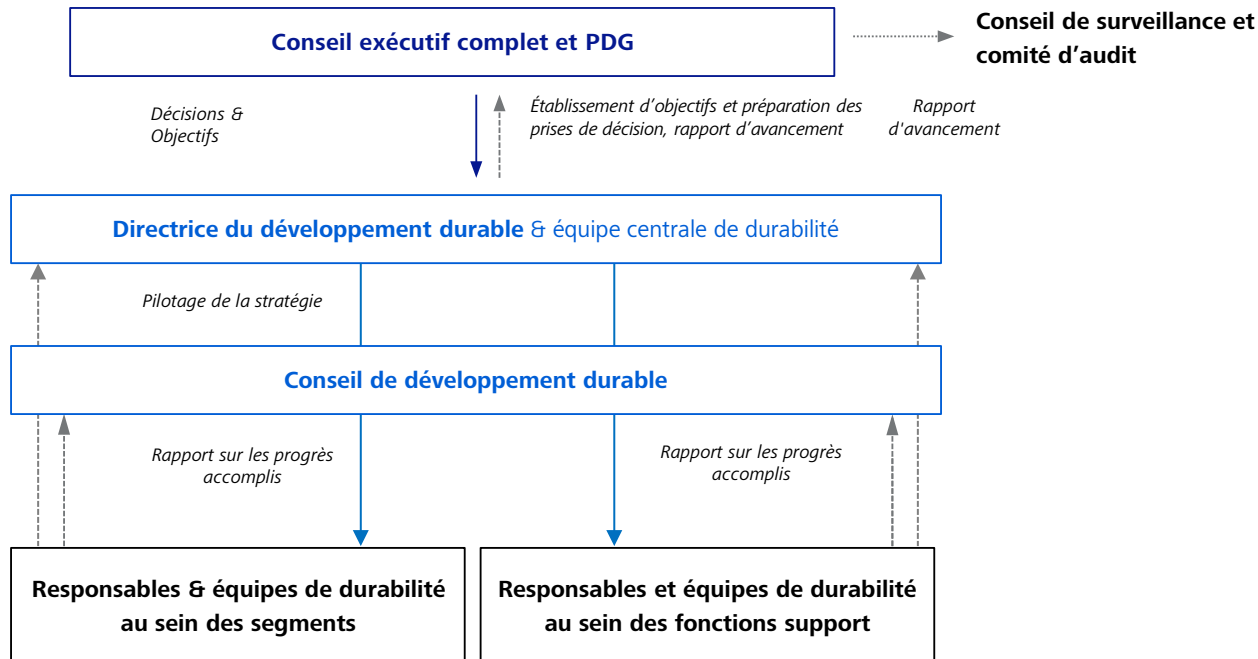 Conseil exécutif complet et PDG
Conseil de surveillance et
comité d’audit
Décisions &
Objectifs
Établissement d’objectifs et préparation des
prises de décision, rapport d’avancement
Rapport
d'avancement
Directrice du développement durable & équipe centrale de durabilité
Pilotage de la stratégie
Conseil de développement durable
Rapport sur les progrès
accomplis
Rapport sur les progrès
accomplis
Responsables & équipes de durabilité
au sein des segments
Responsables et équipes de durabilité
au sein des fonctions support